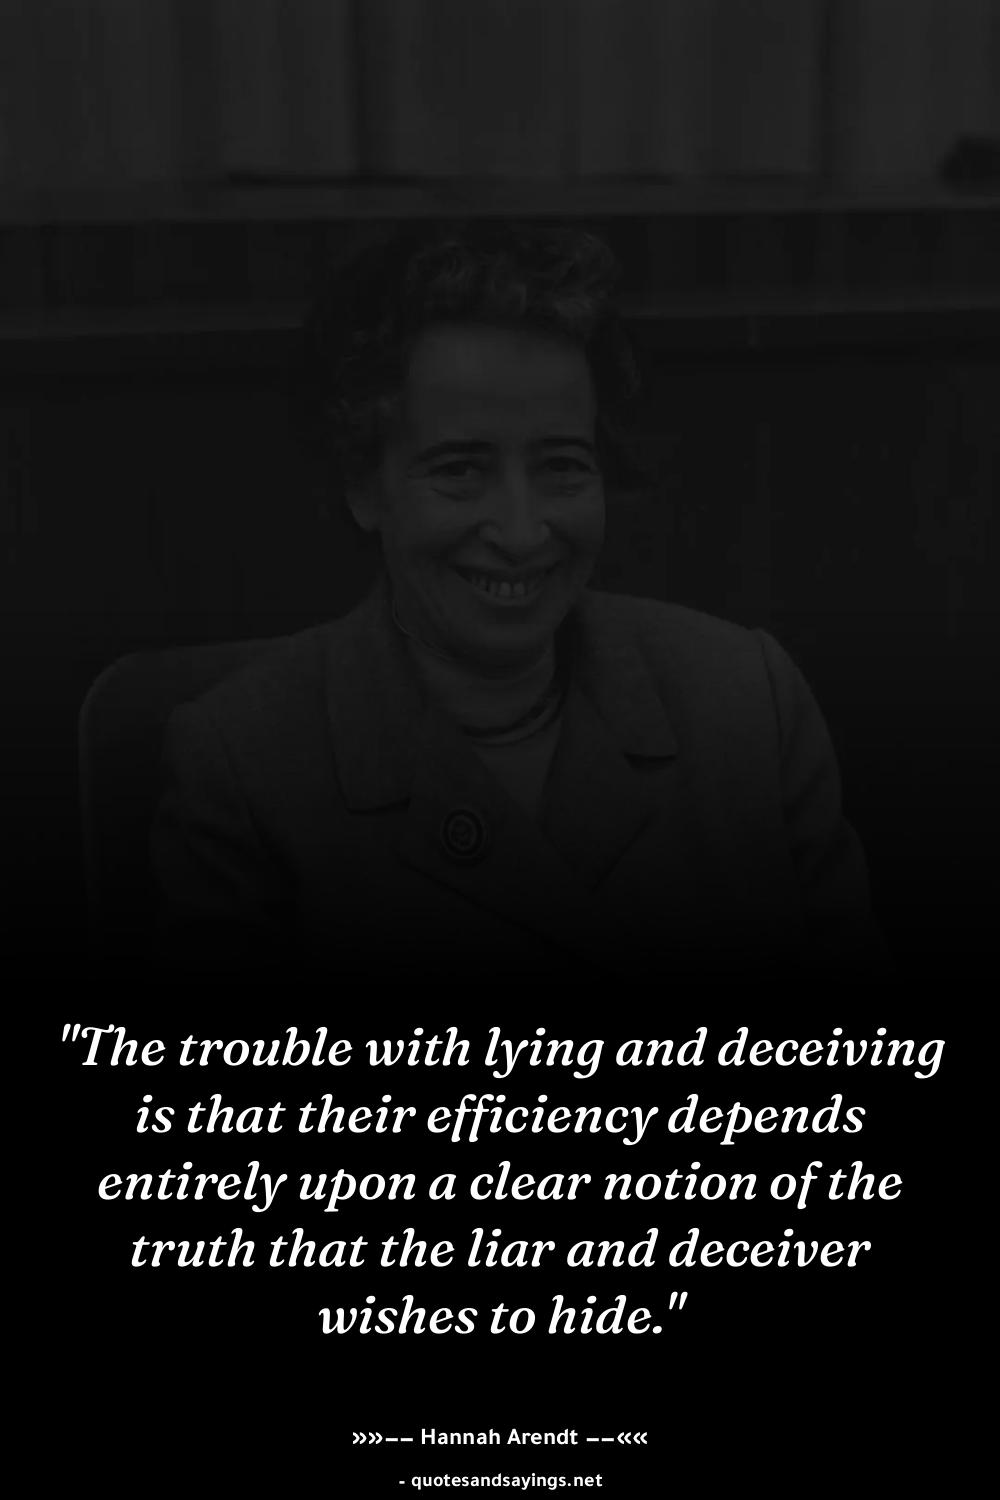 "The trouble with lying and deceiving
is that their efficiency depends
entirely upon a clear notion of the
truth that the liar and deceiver
wishes to hide."
»»–– Hannah Arendt ––««
- quotesandsayings.net